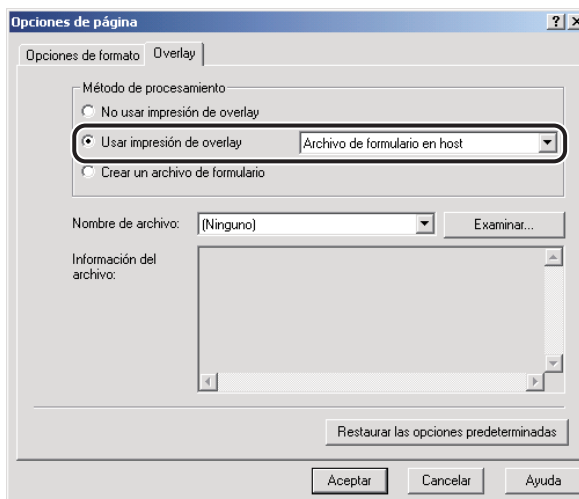 Opciones de página
Opciones de formato Overlay
Método de procesamiento
No usar impresión de overlay
Usar impresión de overlay Archivo de formulario en host
Crear un archivo de formulario
Nombre de archivo: (Ninguno) Examinar...
Información del
archivo:
Restaurar las opciones predeterminadas
Aceptar Cancelar Ayuda